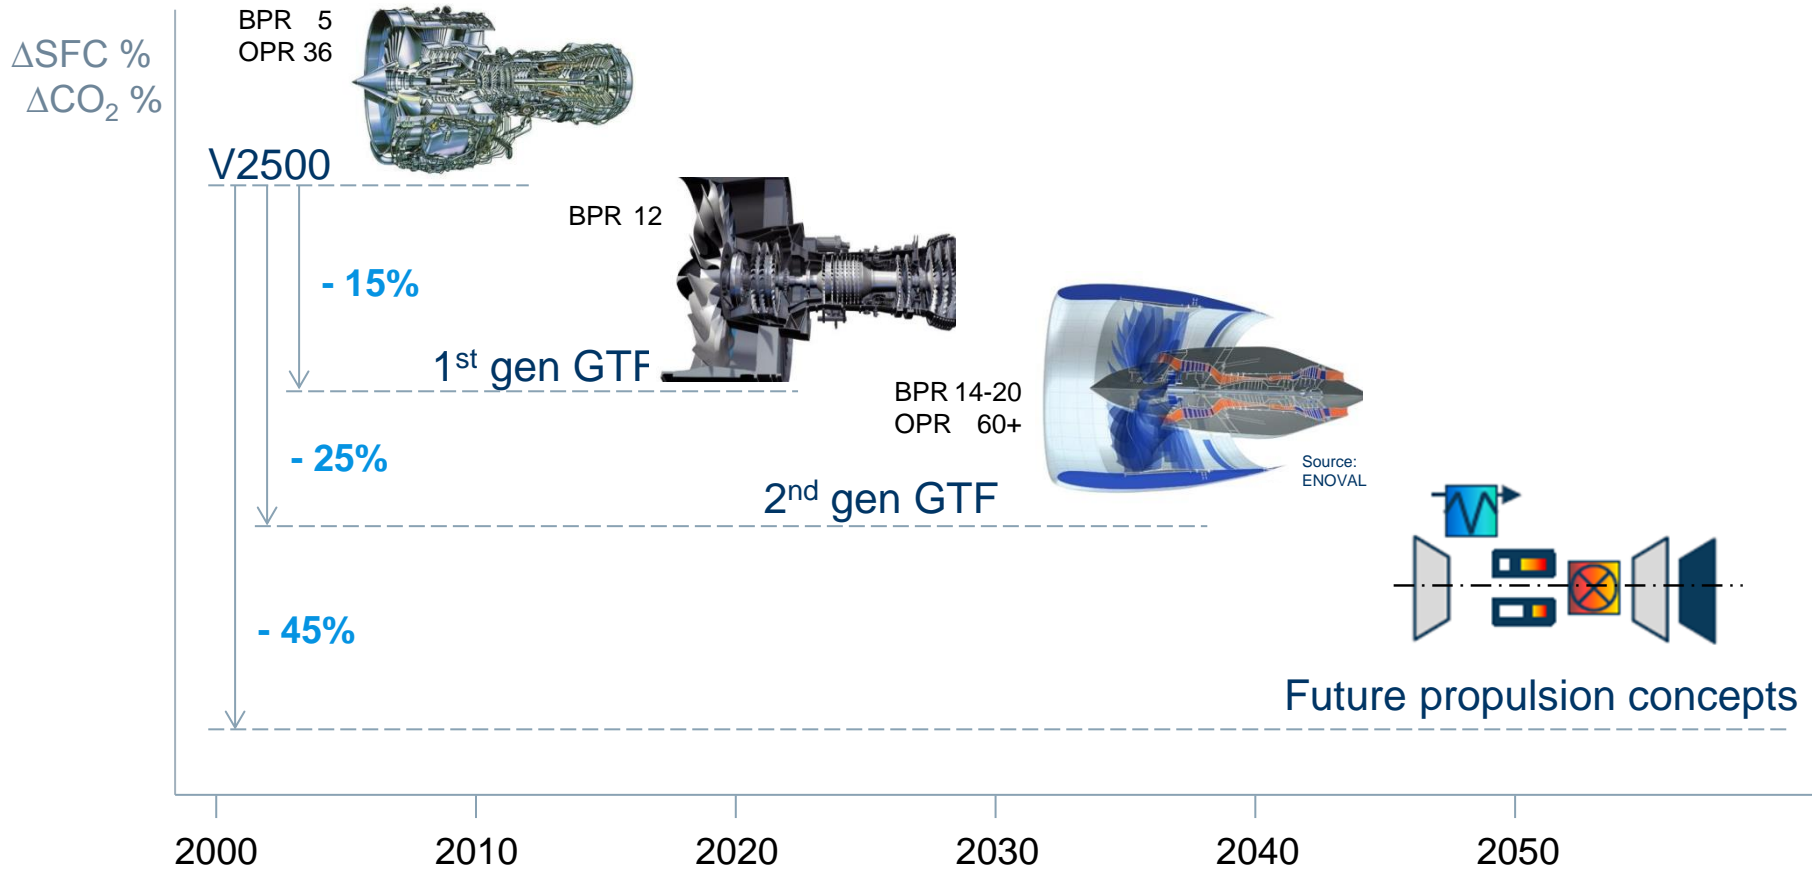 BPR 5
OPR 36
ΔSFC %
ΔCO₂ %
V2500
BPR 12
- 15%
1st gen GTF
BPR 14-20
OPR 60+
- 25%
Source:
ENOVAL
2nd gen GTF
- 45%
Future propulsion concepts
2000 2010 2020 2030 2040 2050